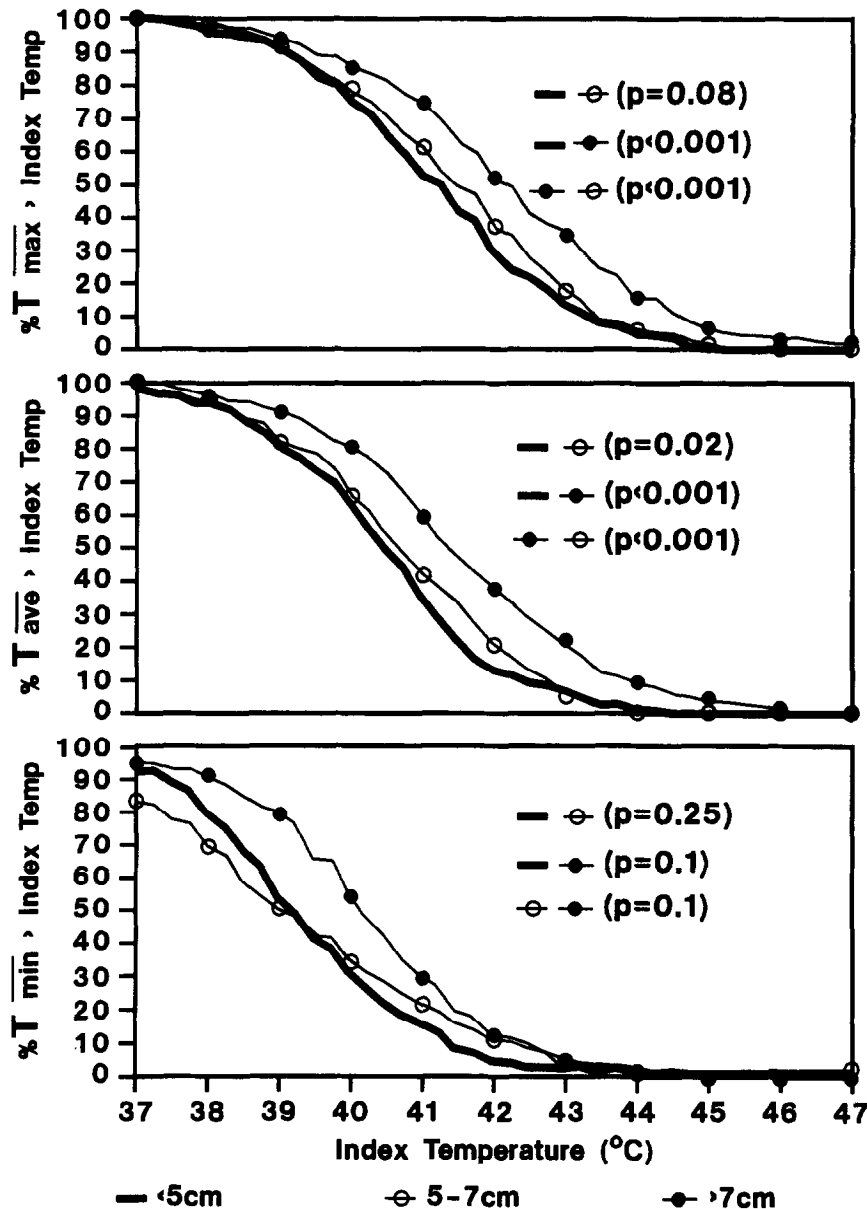 %T max > Index Temp
100
90
80
70
60
50
40
30
20
10
0
(p=0.08)
(p<0.001)
(p<0.001)
%T ave > Index Temp
100
90
80
70
60
50
40
30
20
10
0
(p=0.02)
(p<0.001)
(p<0.001)
%T min > Index Temp
100
90
80
70
60
50
40
30
20
10
0
(p=0.25)
(p=0.1)
(p=0.1)
37 38 39 40 41 42 43 44 45 46 47
Index Temperature (°C)
<5cm 5-7cm >7cm